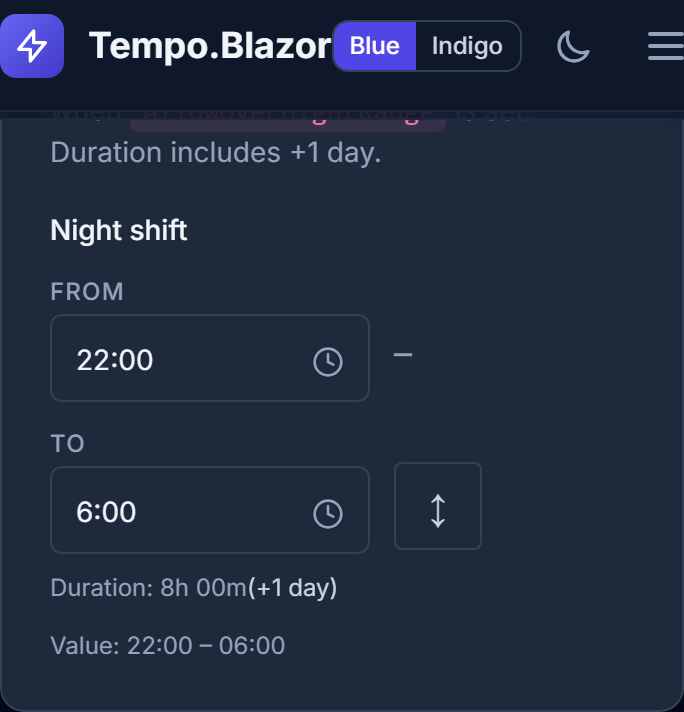 Tempo.Blazor
Blue Indigo
Duration includes +1 day.
Night shift
FROM
22:00 –
TO
6:00
Duration: 8h 00m(+1 day)
Value: 22:00 – 06:00